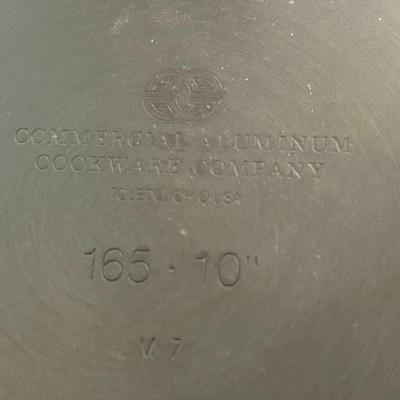 COMMERCIAL ALUMINUM
COOKWARE COMPANY
TOLEDO, OHIO, USA
165 · 10"
M 7